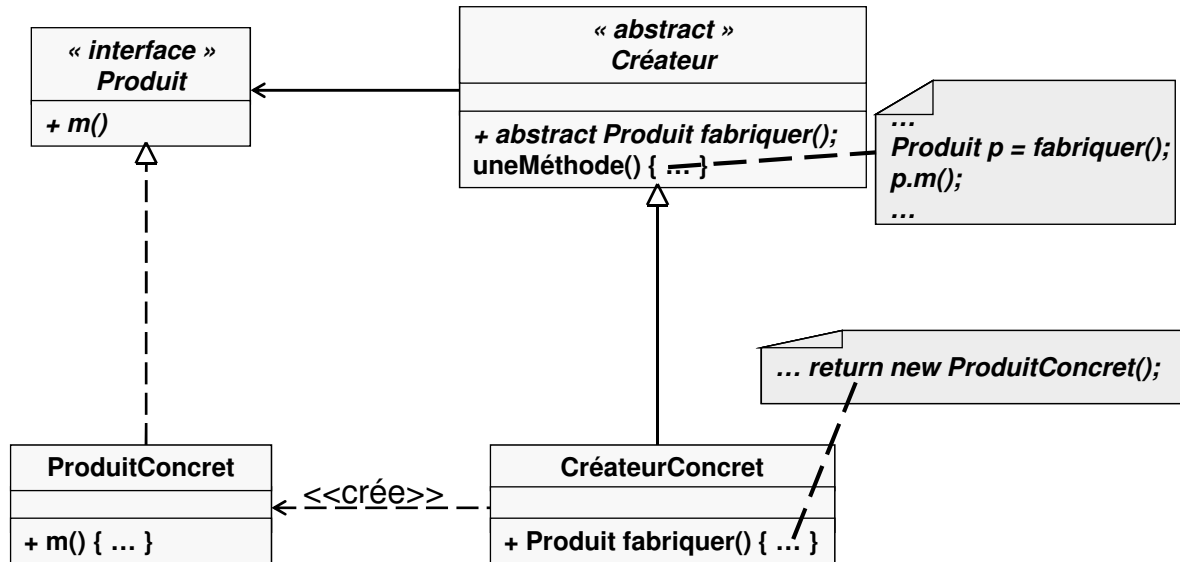 « interface »
Produit
+ m()
« abstract »
Créateur
+ abstract Produit fabriquer();
uneMéthode() { … }
…
Produit p = fabriquer();
p.m();
…
… return new ProduitConcret();
ProduitConcret
+ m() { … }
<<crée>>
CréateurConcret
+ Produit fabriquer() { … }